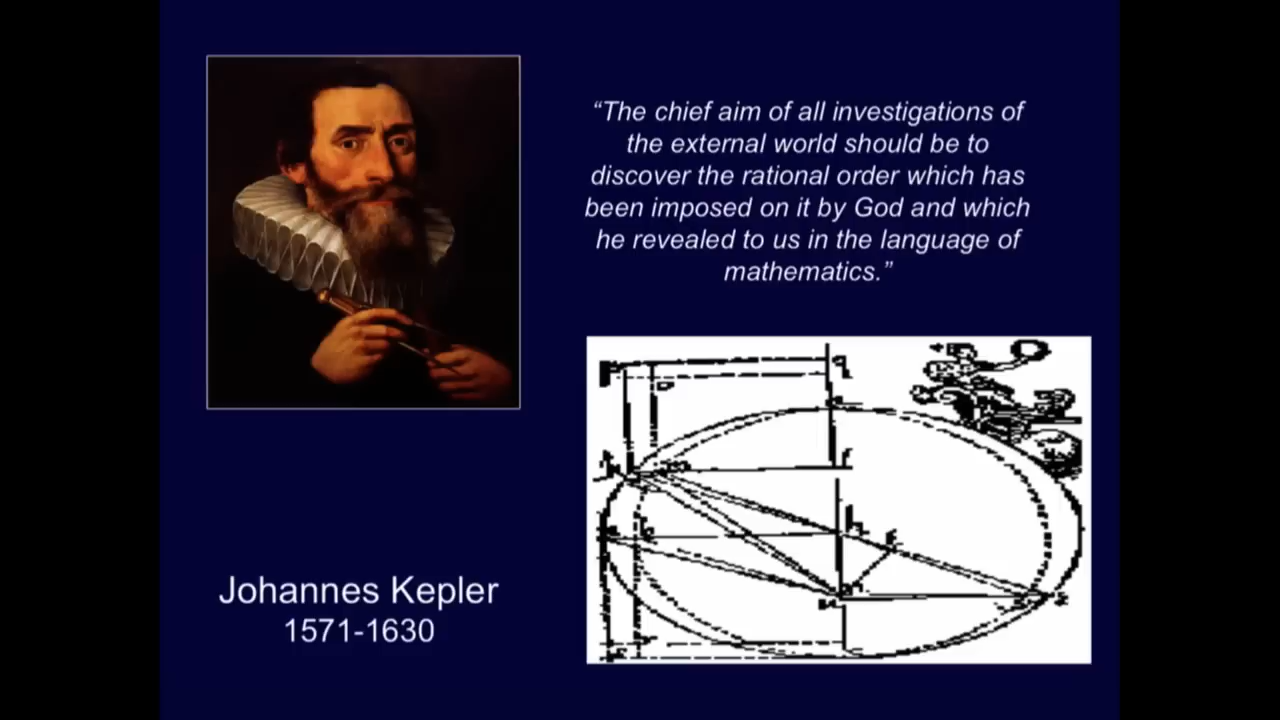 “The chief aim of all investigations of
the external world should be to
discover the rational order which has
been imposed on it by God and which
he revealed to us in the language of
mathematics.”
Johannes Kepler
1571-1630